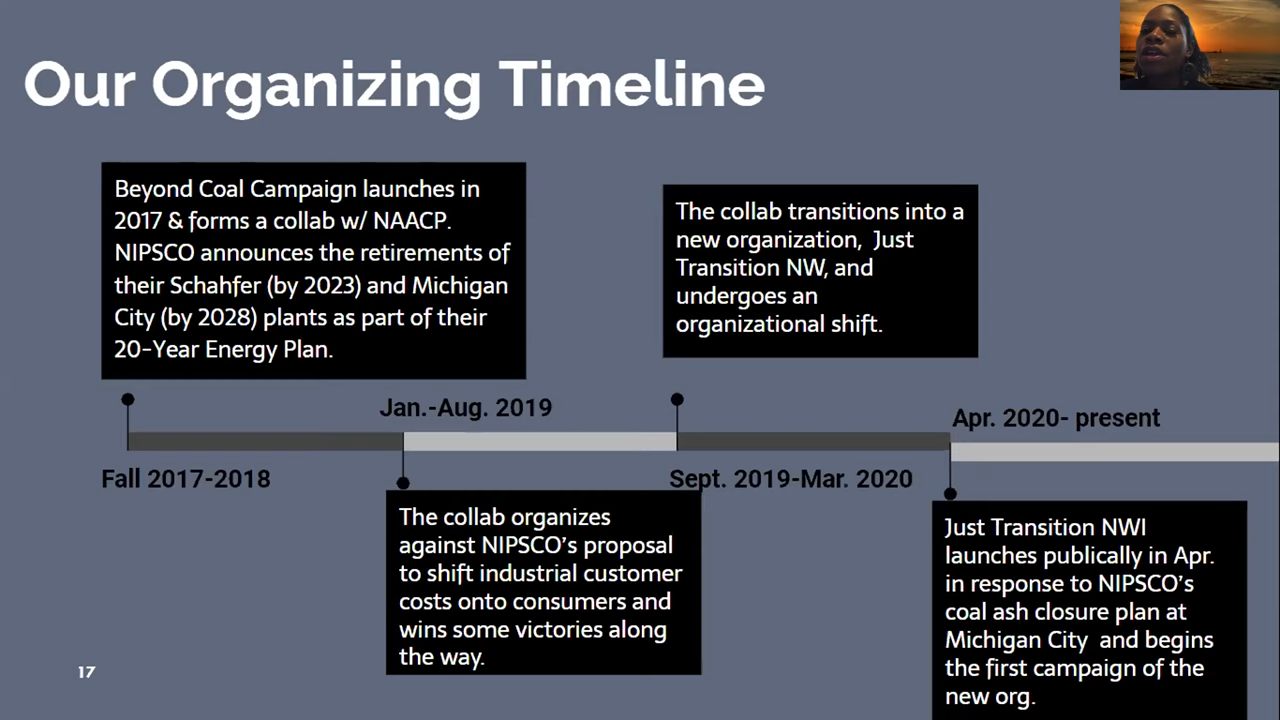 Our Organizing Timeline
Beyond Coal Campaign launches in
2017 & forms a collab w/ NAACP.
NIPSCO announces the retirements of
their Schahfer (by 2023) and Michigan
City (by 2028) plants as part of their
20-Year Energy Plan.
The collab transitions into a
new organization,  Just
Transition NW, and
undergoes an
organizational shift.
Jan.-Aug. 2019
Apr. 2020- present
Fall 2017-2018
Sept. 2019-Mar. 2020
The collab organizes
against NIPSCO's proposal
to shift industrial customer
costs onto consumers and
wins some victories along
the way.
Just Transition NWI
launches publically in Apr.
in response to NIPSCO's
coal ash closure plan at
Michigan City  and begins
the first campaign of the
new org.
17